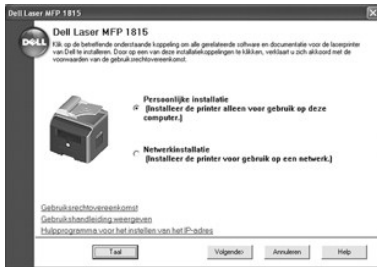 Dell Laser MFP 1815
Dell Laser MFP 1815
DELL
Klik op de betreffende onderstaande koppeling om alle gerelateerde software en documentatie voor de laserprinter
van Dell te installeren. Door op een van deze installatiekoppelingen te klikken, verklaart u zich akkoord met de
voorwaarden van de gebruiksrechtovereenkomst.
Persoonlijke installatie
(Installeer de printer alleen voor gebruik op deze
computer.)
Netwerkinstallatie
(Installeer de printer voor gebruik op een netwerk.)
Gebruiksrechtovereenkomst
Gebruikshandleiding weergeven
Hulpprogramma voor het instellen van het IP-adres
Taal
Volgende>
Annuleren
Help